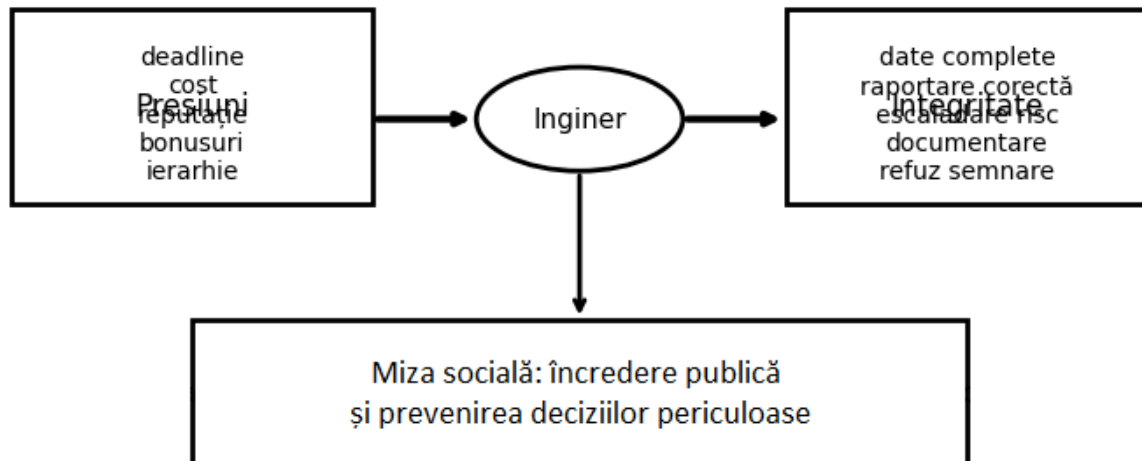 Presiuni
deadline
cost
reputație
bonusuri
ierarhie
Inginer
Integritate
date complete
raportare corectă
escaladare risc
documentare
refuz semnare
Miza socială: încredere publică
și prevenirea deciziilor periculoase